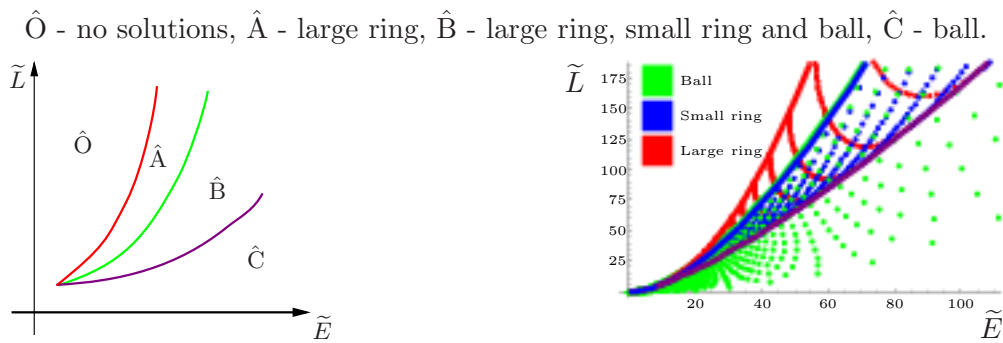 Ô - no solutions, Â - large ring, B̂ - large ring, small ring and ball, Ĉ - ball.
L̃
Ô
Â
B̂
Ĉ
Ẽ
L̃
175
150
125
100
75
50
25
Ball
Small ring
Large ring
20 40 60 80 100
Ẽ